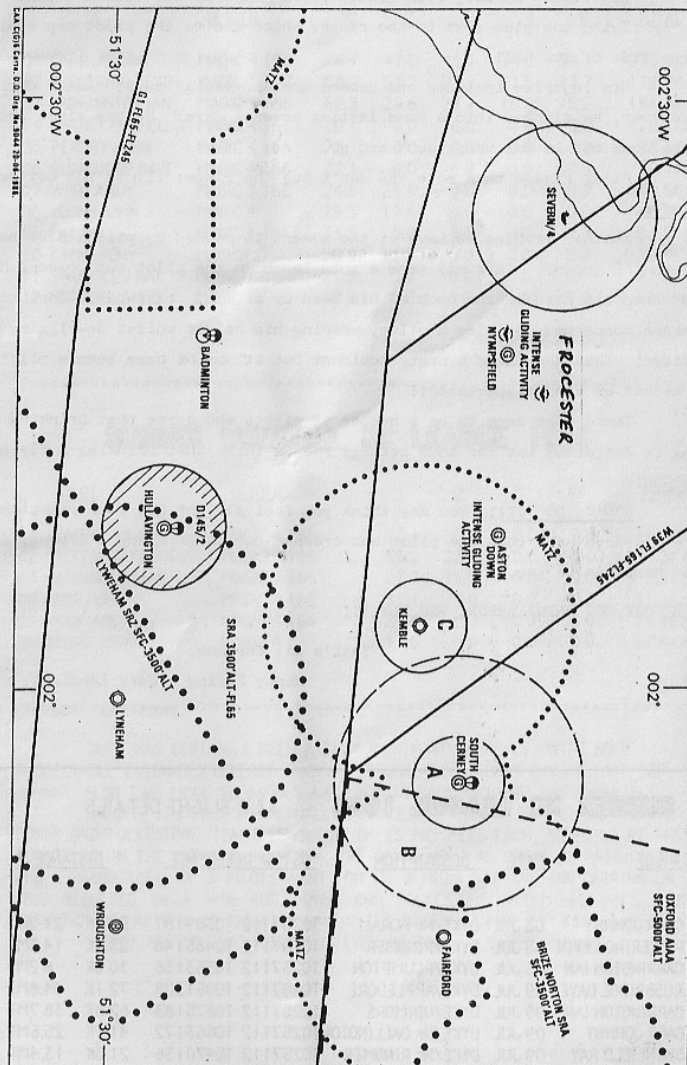 002°30'W
002°
OXFORD AIAA
SFC-5000'ALT
W39 FL165-FL245
BRIZE NORTON SRA
SFC-3500'ALT
SEVERN/4
FROCESTER
INTENSE
GLIDING ACTIVITY
NYMPSFIELD
MATZ
ASTON
DOWN
INTENSE GLIDING
ACTIVITY
C
KEMBLE
SOUTH
CERNEY
A
B
FAIRFORD
MATZ
SRA 3500'ALT-FL65
BADMINTON
D145/2
HULLAVINGTON
LYNEHAM SRZ SFC-3500'ALT
LYNEHAM
WROUGHTON
MATZ
51°30'
51°30'
G1 FL65-FL245
002°30'W
002°